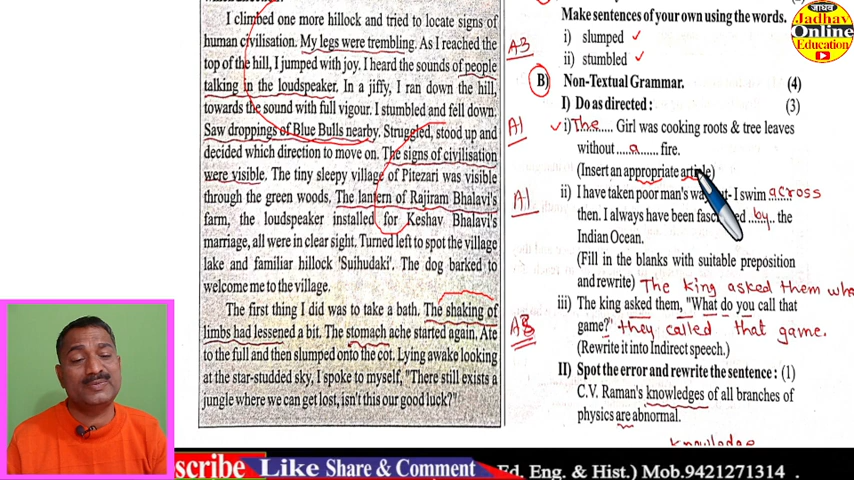 I climbed one more hillock and tried to locate signs of
human civilisation. My legs were trembling. As I reached the
top of the hill, I jumped with joy. I heard the sounds of people
talking in the loudspeaker. In a jiffy, I ran down the hill,
towards the sound with full vigour. I stumbled and fell down.
Saw droppings of Blue Bulls nearby. Struggled, stood up and
decided which direction to move on. The signs of civilisation
were visible. The tiny sleepy village of Pitezari was visible
through the green woods. The lantern of Rajiram Bhalavi's
farm, the loudspeaker installed for Keshav Bhalavi's
marriage, all were in clear sight. Turned left to spot the village
lake and familiar hillock 'Suihudaki'. The dog barked to
welcome me to the village.
The first thing I did was to take a bath. The shaking of
limbs had lessened a bit. The stomach ache started again. Ate
to the full and then slumped onto the cot. Lying awake looking
at the star-studded sky, I spoke to myself, "There still exists a
jungle where we can get lost, isn't this our good luck?"
Make sentences of your own using the words.
i) slumped ✓
A3
ii) stumbled ✓
B) Non-Textual Grammar. (4)
I) Do as directed : (3)
A1 ✓ i) The..... Girl was cooking roots & tree leaves
without ....a...... fire.
(Insert an appropriate article)
A1 ii) I have taken poor man's - I swim across
then. I always have been by the
Indian Ocean.
(Fill in the blanks with suitable preposition
and rewrite) The king asked them wha
iii) The king asked them, "What do you call that
A3 game?" they called that game.
(Rewrite it into Indirect speech.)
II) Spot the error and rewrite the sentence : (1)
C.V. Raman's knowledges of all branches of
physics are abnormal.
knowledge
जाधव
Jadhav
Online
Education
scribe Like Share & Comment Ed. Eng. & Hist.) Mob.9421271314 .